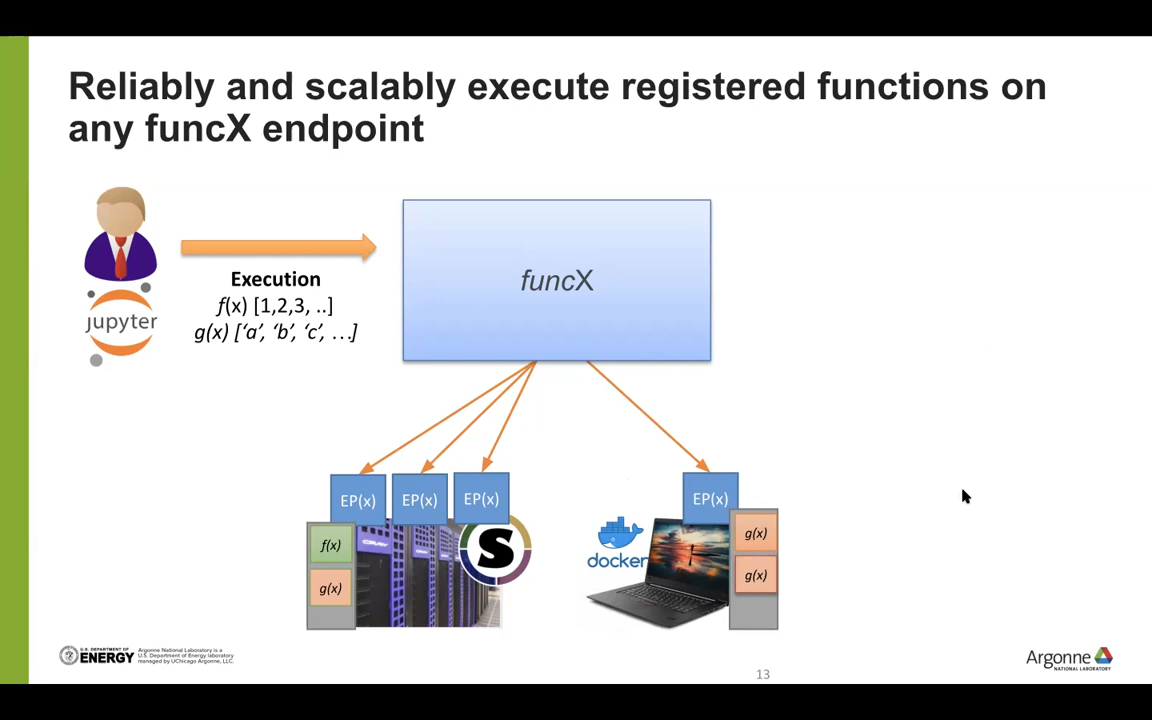 Reliably and scalably execute registered functions on
any funcX endpoint
funcX
Execution
f(x) [1,2,3, ..]
g(x) [‘a’, ‘b’, ‘c’, …]
jupyter
EP(x)
EP(x)
EP(x)
EP(x)
f(x)
g(x)
S
docker
g(x)
g(x)
U.S. DEPARTMENT OF
ENERGY
Argonne National Laboratory is a
U.S. Department of Energy laboratory
managed by UChicago Argonne, LLC.
Argonne
NATIONAL LABORATORY
13